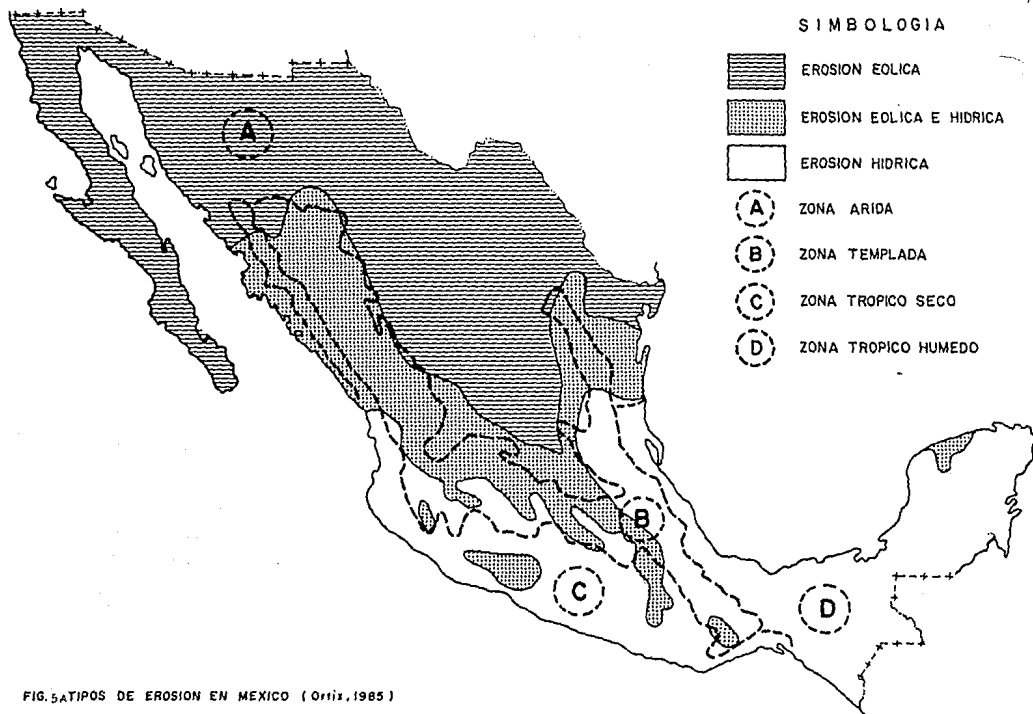 SIMBOLOGIA
EROSION EOLICA
EROSION EOLICA E HIDRICA
EROSION HIDRICA
A ZONA ARIDA
B ZONA TEMPLADA
C ZONA TROPICO SECO
D ZONA TROPICO HUMEDO
A
B
C
D
FIG. 5A TIPOS DE EROSION EN MEXICO ( Ortiz, 1985 )